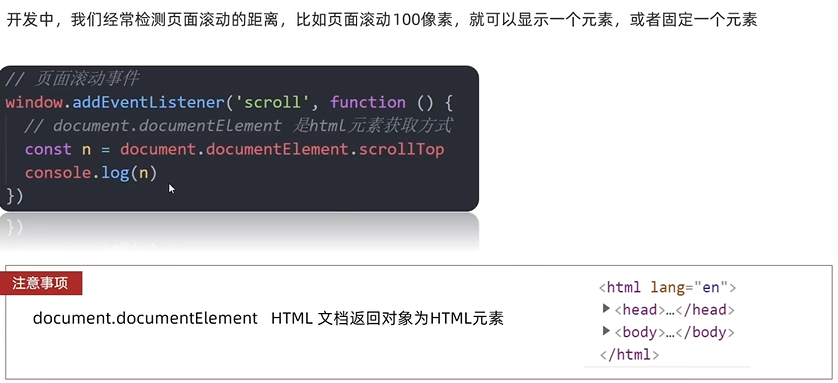 开发中，我们经常检测页面滚动的距离，比如页面滚动100像素，就可以显示一个元素，或者固定一个元素
// 页面滚动事件
window.addEventListener('scroll', function () {
// document.documentElement 是html元素获取方式
const n = document.documentElement.scrollTop
console.log(n)
})
注意事项
document.documentElement HTML 文档返回对象为HTML元素
<html lang="en">
<head>…</head>
<body>…</body>
</html>